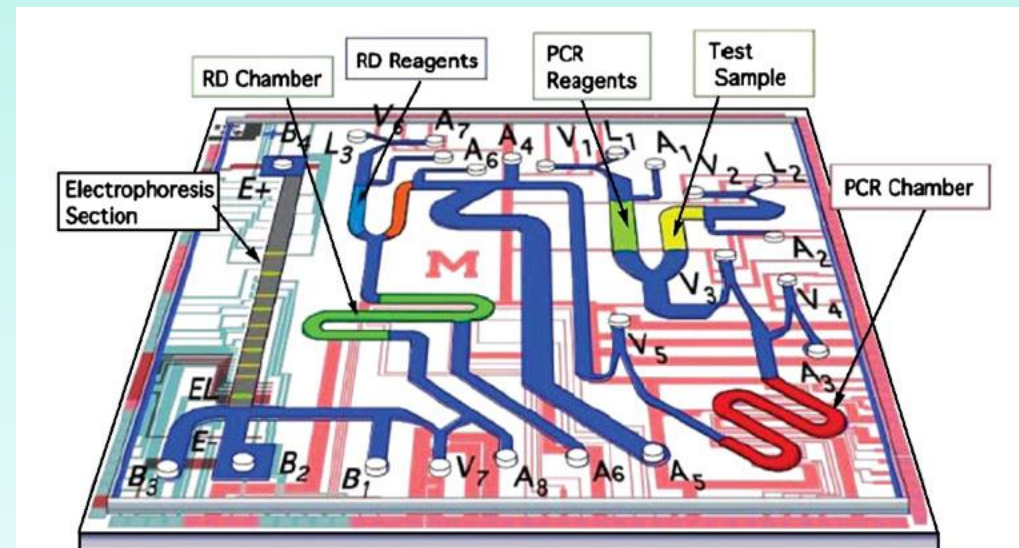 RD Chamber
RD Reagents
PCR Reagents
Test Sample
PCR Chamber
Electrophoresis Section
B4
L3
V6
A7
A6
A4
V1
L1
A1
V2
L2
A2
E+
M
V3
V4
V5
A3
EL
E-
B3
B2
B1
V7
A8
A6
A5